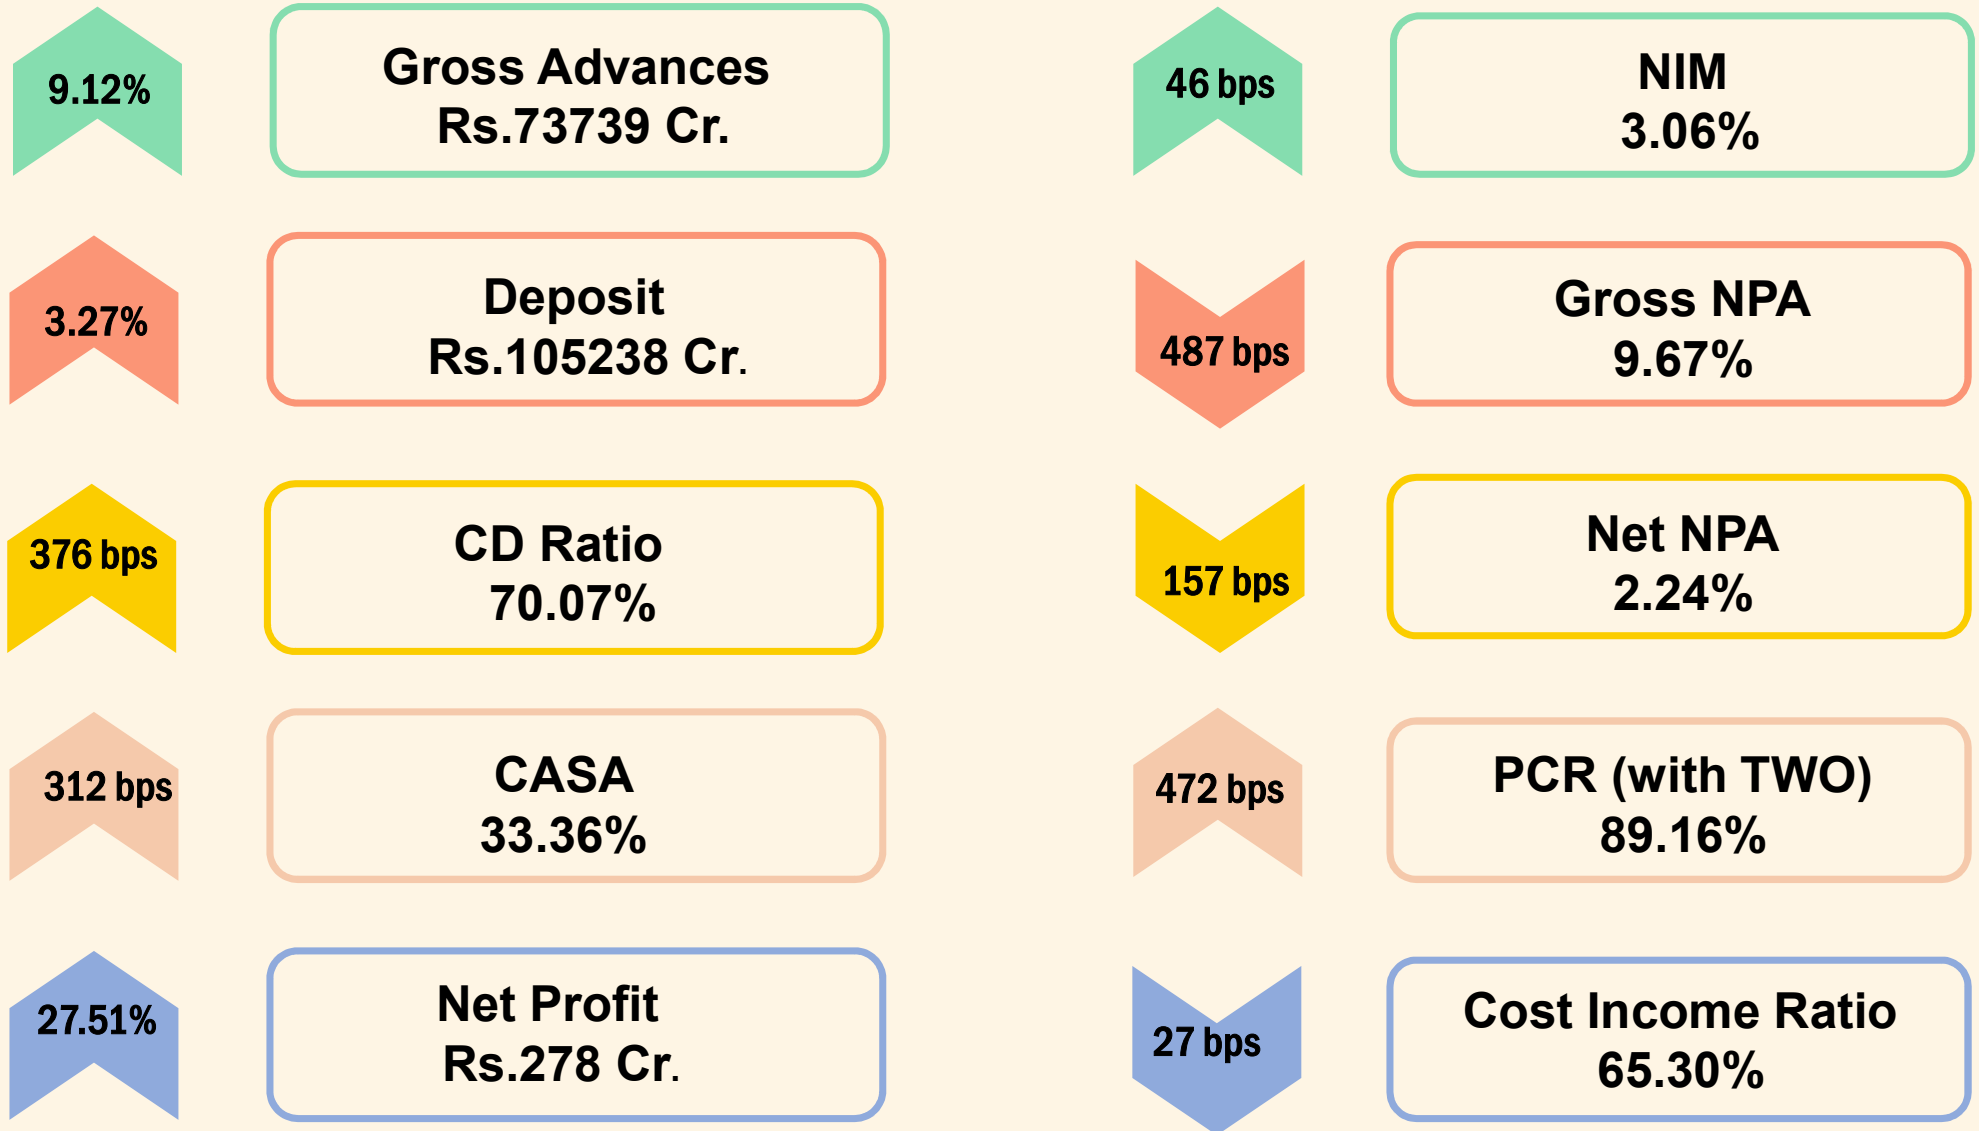 9.12%
Gross Advances
Rs.73739 Cr.
46 bps
NIM
3.06%
3.27%
Deposit
Rs.105238 Cr.
487 bps
Gross NPA
9.67%
376 bps
CD Ratio
70.07%
157 bps
Net NPA
2.24%
312 bps
CASA
33.36%
472 bps
PCR (with TWO)
89.16%
27.51%
Net Profit
Rs.278 Cr.
27 bps
Cost Income Ratio
65.30%